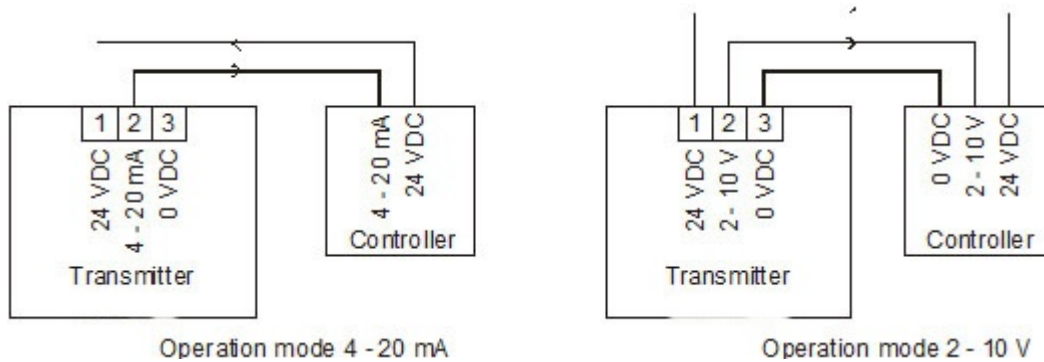 1 2 3
24 VDC
4 - 20 mA
0 VDC
Transmitter
4 - 20 mA
24 VDC
Controller
Operation mode 4 - 20 mA
1 2 3
24 VDC
2 - 10 V
0 VDC
Transmitter
0 VDC
2 - 10 V
24 VDC
Controller
Operation mode 2 - 10 V